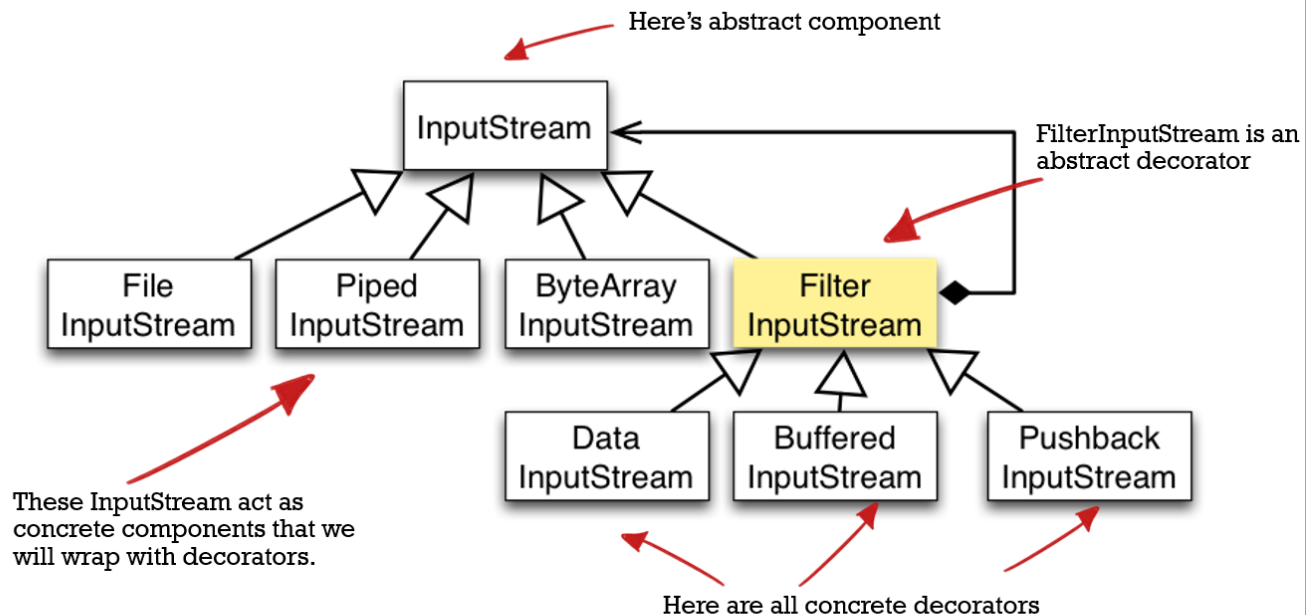 Here's abstract component
InputStream
FilterInputStream is an
abstract decorator
File
InputStream
Piped
InputStream
ByteArray
InputStream
Filter
InputStream
Data
InputStream
Buffered
InputStream
Pushback
InputStream
These InputStream act as
concrete components that we
will wrap with decorators.
Here are all concrete decorators